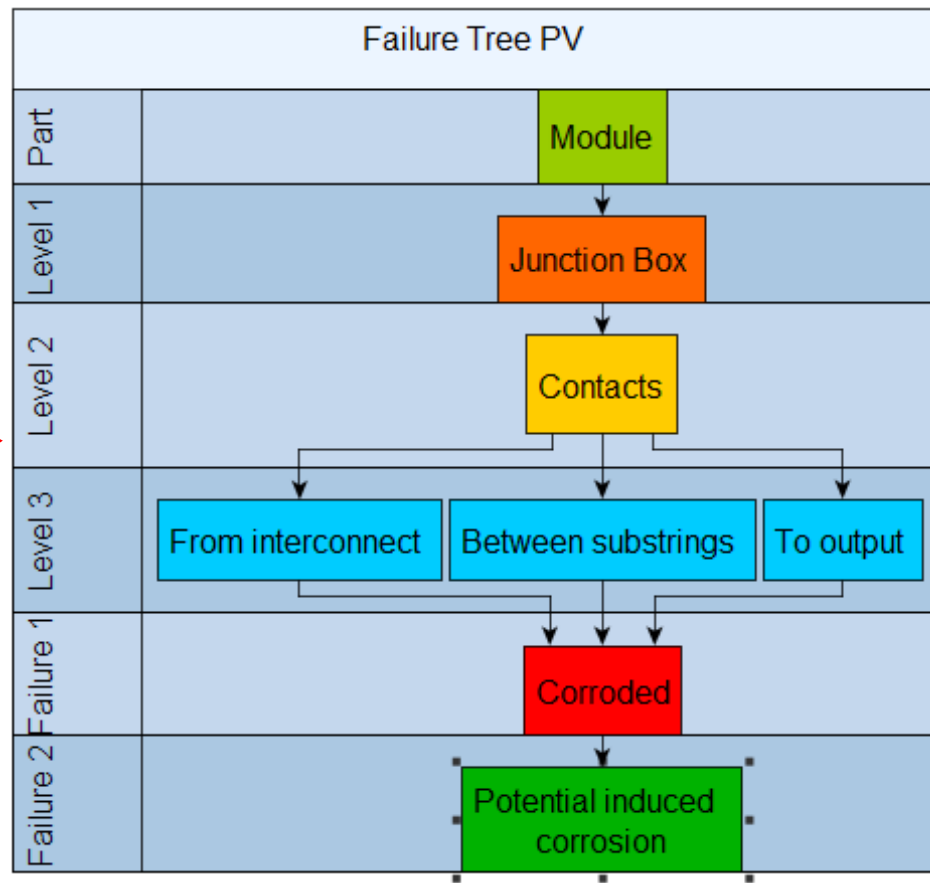 Failure Tree PV
Part
Module
Level 1
Junction Box
Level 2
Contacts
Level 3
From interconnect
Between substrings
To output
Failure 1
Corroded
Failure 2
Potential induced
corrosion